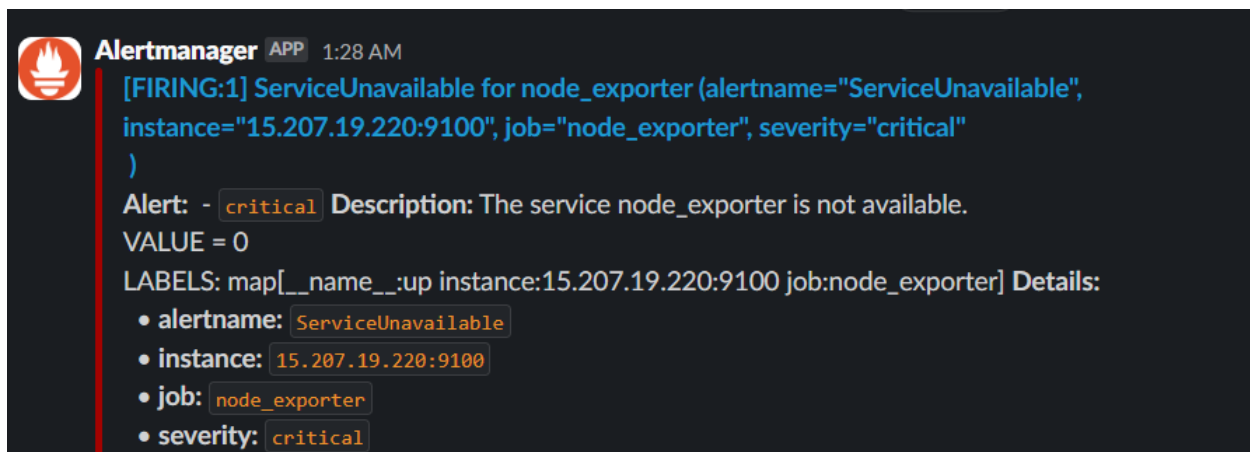 Alertmanager APP 1:28 AM
[FIRING:1] ServiceUnavailable for node_exporter (alertname="ServiceUnavailable",
instance="15.207.19.220:9100", job="node_exporter", severity="critical"
)
Alert: - critical Description: The service node_exporter is not available.
VALUE = 0
LABELS: map[__name__:up instance:15.207.19.220:9100 job:node_exporter] Details:
• alertname: ServiceUnavailable
• instance: 15.207.19.220:9100
• job: node_exporter
• severity: critical